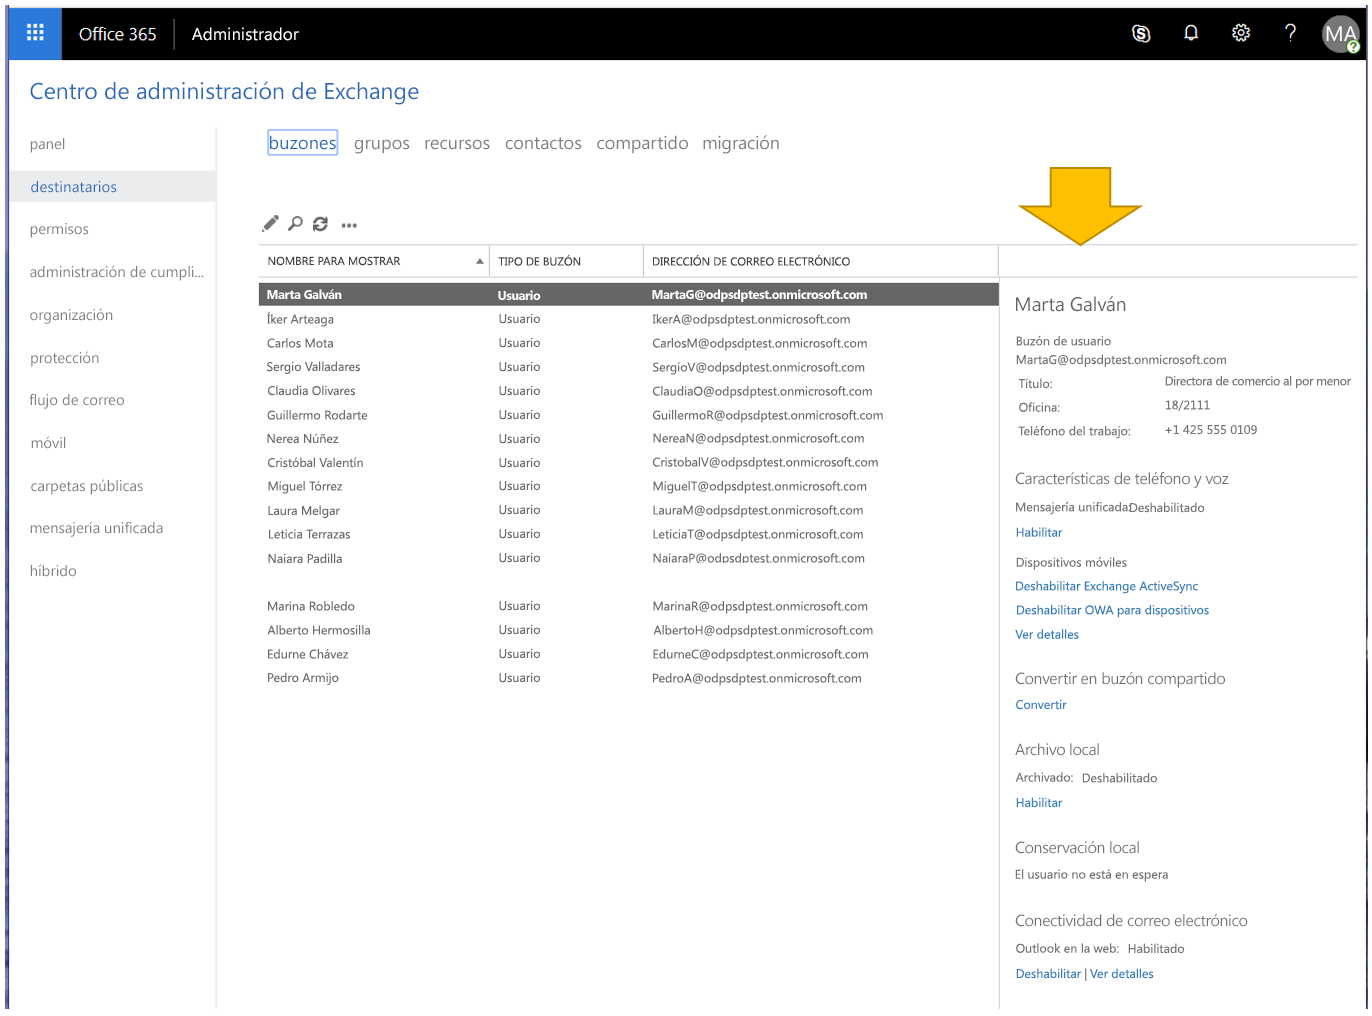 Office 365 Administrador
MA
Centro de administración de Exchange
panel
destinatarios
permisos
administración de cumpli...
organización
protección
flujo de correo
móvil
carpetas públicas
mensajería unificada
híbrido
buzones grupos recursos contactos compartido migración
NOMBRE PARA MOSTRAR TIPO DE BUZÓN DIRECCIÓN DE CORREO ELECTRÓNICO
Marta Galván Usuario MartaG@odpsdptest.onmicrosoft.com
Íker Arteaga Usuario IkerA@odpsdptest.onmicrosoft.com
Carlos Mota Usuario CarlosM@odpsdptest.onmicrosoft.com
Sergio Valladares Usuario SergioV@odpsdptest.onmicrosoft.com
Claudia Olivares Usuario ClaudiaO@odpsdptest.onmicrosoft.com
Guillermo Rodarte Usuario GuillermoR@odpsdptest.onmicrosoft.com
Nerea Núñez Usuario NereaN@odpsdptest.onmicrosoft.com
Cristóbal Valentín Usuario CristobalV@odpsdptest.onmicrosoft.com
Miguel Tórrez Usuario MiguelT@odpsdptest.onmicrosoft.com
Laura Melgar Usuario LauraM@odpsdptest.onmicrosoft.com
Leticia Terrazas Usuario LeticiaT@odpsdptest.onmicrosoft.com
Naiara Padilla Usuario NaiaraP@odpsdptest.onmicrosoft.com
Marina Robledo Usuario MarinaR@odpsdptest.onmicrosoft.com
Alberto Hermosilla Usuario AlbertoH@odpsdptest.onmicrosoft.com
Edurne Chávez Usuario EdurneC@odpsdptest.onmicrosoft.com
Pedro Armijo Usuario PedroA@odpsdptest.onmicrosoft.com
Marta Galván
Buzón de usuario
MartaG@odpsdptest.onmicrosoft.com
Título: Directora de comercio al por menor
Oficina: 18/2111
Teléfono del trabajo: +1 425 555 0109
Características de teléfono y voz
Mensajería unificada:Deshabilitado
Habilitar
Dispositivos móviles
Deshabilitar Exchange ActiveSync
Deshabilitar OWA para dispositivos
Ver detalles
Convertir en buzón compartido
Convertir
Archivo local
Archivado: Deshabilitado
Habilitar
Conservación local
El usuario no está en espera
Conectividad de correo electrónico
Outlook en la web: Habilitado
Deshabilitar | Ver detalles